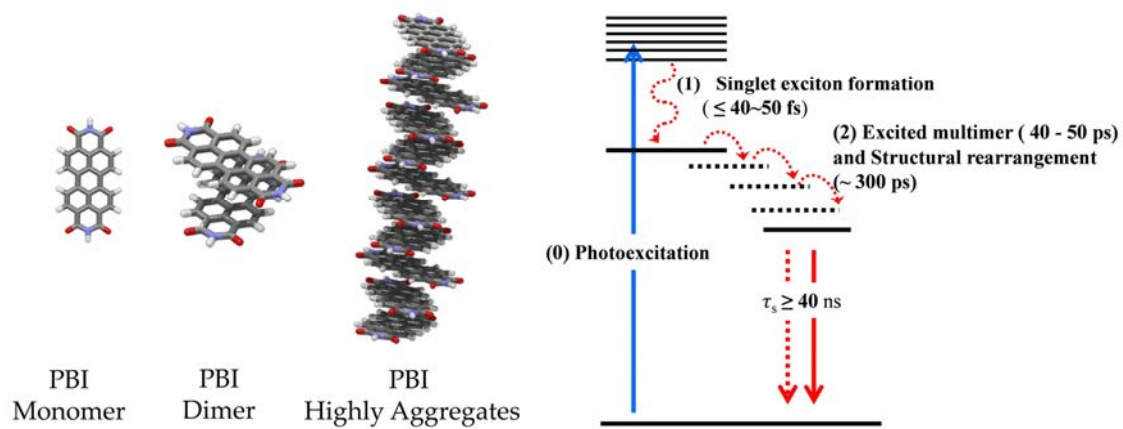 PBI
Monomer
PBI
Dimer
PBI
Highly Aggregates
(0) Photoexcitation
(1) Singlet exciton formation
( ≤ 40~50 fs)
(2) Excited multimer ( 40 - 50 ps)
and Structural rearrangement
(~ 300 ps)
τs ≥ 40 ns